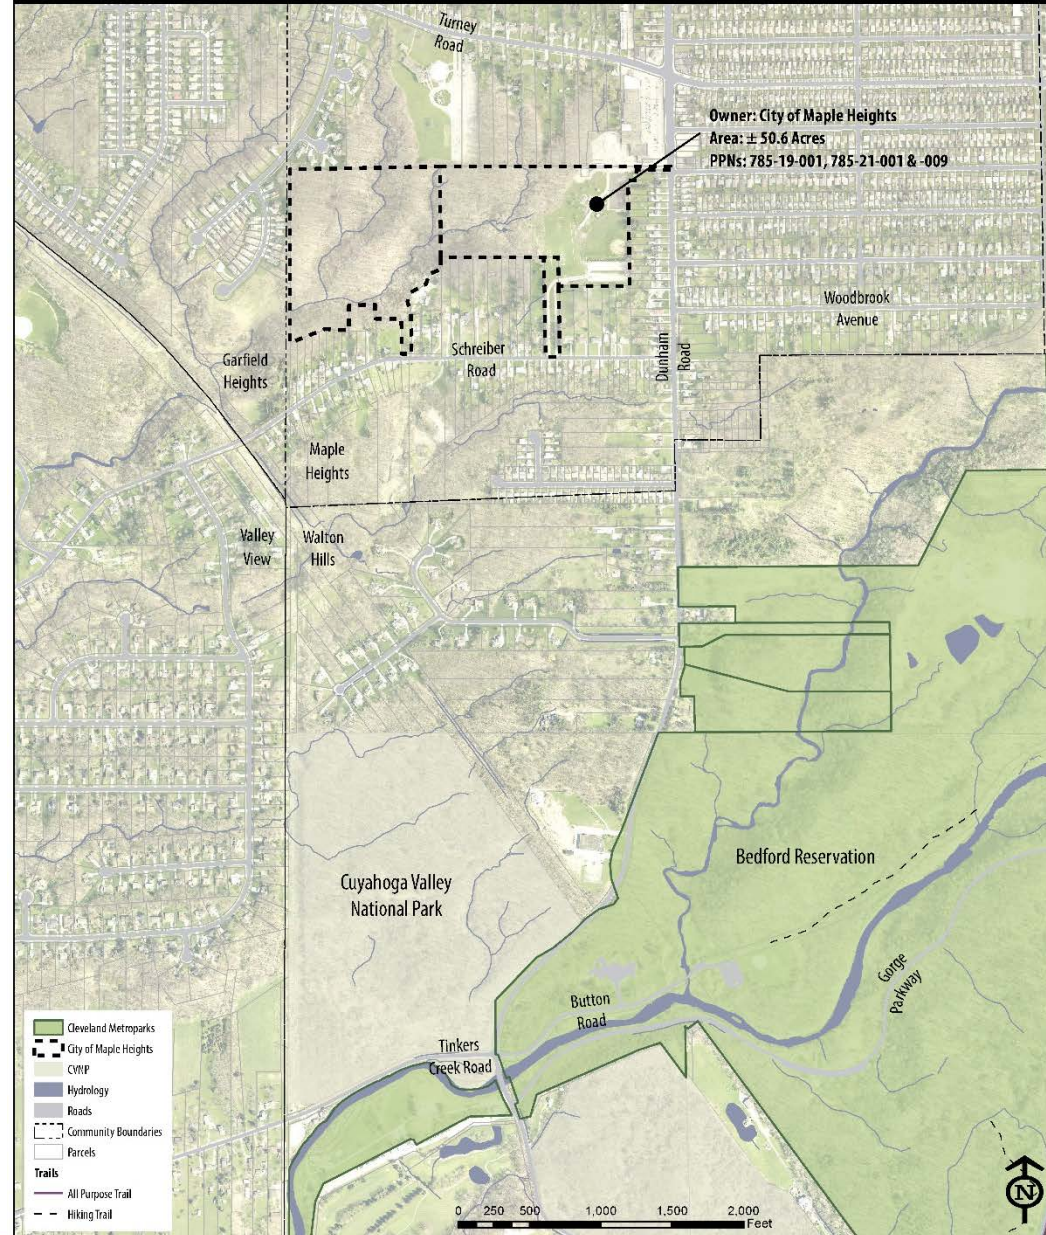 Turney
Road
Owner: City of Maple Heights
Area: ± 50.6 Acres
PPNs: 785-19-001, 785-21-001 & -009
Woodbrook
Avenue
Garfield
Heights
Schreiber
Road
Dunham
Road
Maple
Heights
Valley
View
Walton
Hills
Bedford Reservation
Cuyahoga Valley
National Park
Gorge
Parkway
Button
Road
Tinkers
Creek Road
Cleveland Metroparks
City of Maple Heights
CVNP
Hydrology
Roads
Community Boundaries
Parcels
Trails
All Purpose Trail
Hiking Trail
0 250 500 1,000 1,500 2,000
Feet
N